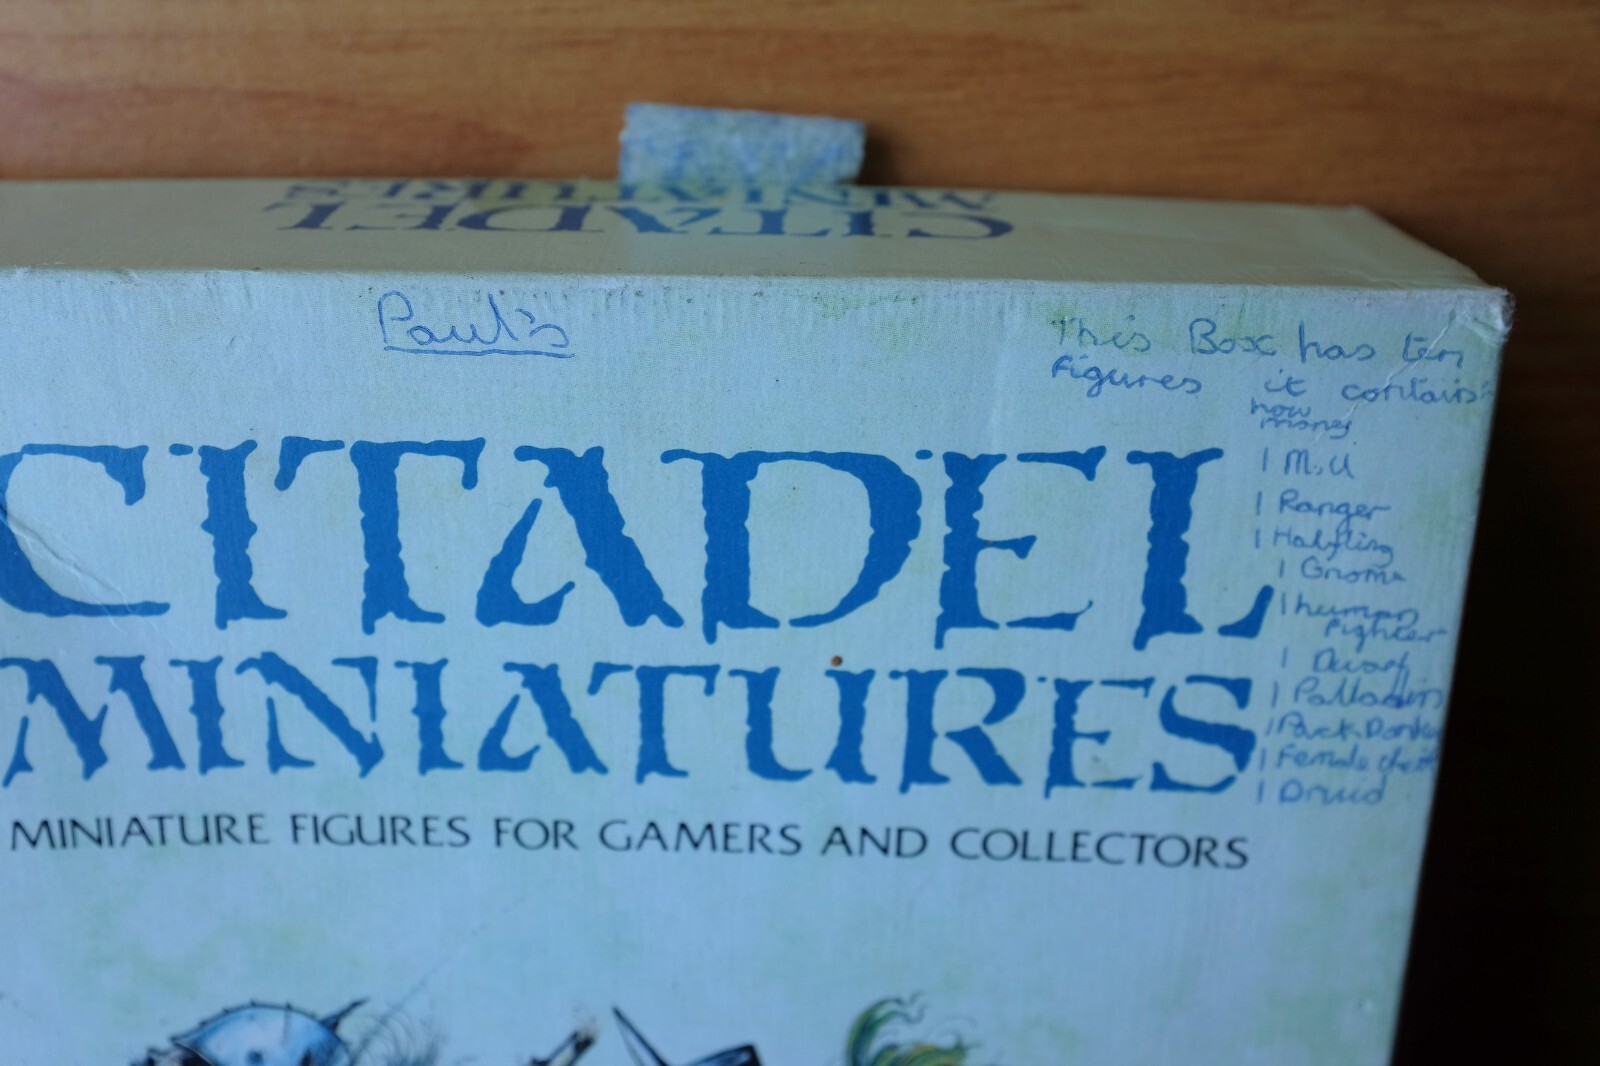 CITADEL
MINIATURES
Paul's
This Box has ten
Figures it contains
how
many
1 M.U
1 Ranger
1 Halfling
1 Gnome
1 human
Fighter
1 Dwarf
1 Palladin
1 Pack Donkey
1 Female
1 Druid
CITADEL
MINIATURES
MINIATURE FIGURES FOR GAMERS AND COLLECTORS